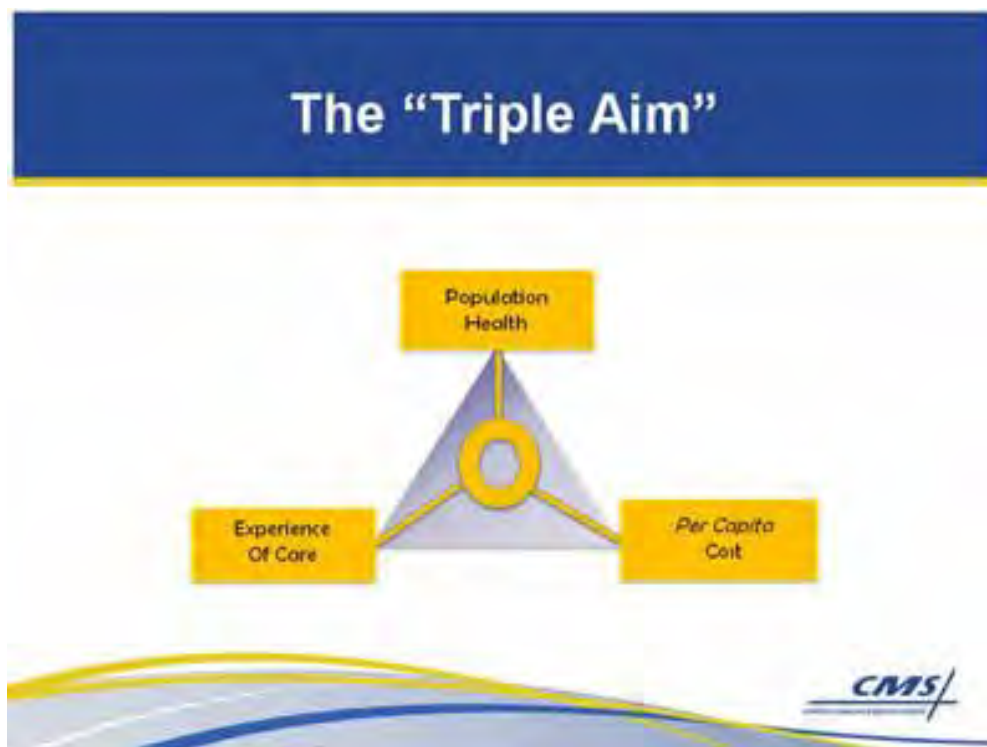 The “Triple Aim”
Population
Health
Experience
Of Care
Per Capita
Cost
CMS